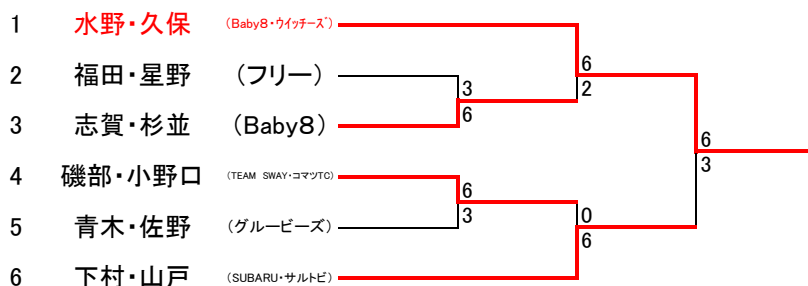 1 水野・久保 (Baby8・ウイッチーズ)
6
2 福田・星野 (フリー)
3
2
3 志賀・杉並 (Baby8)
6
6
3
4 磯部・小野口 (TEAM SWAY・コマツTC)
6
5 青木・佐野 (グルービーズ)
3
0
6
6 下村・山戸 (SUBARU・サルトビ)